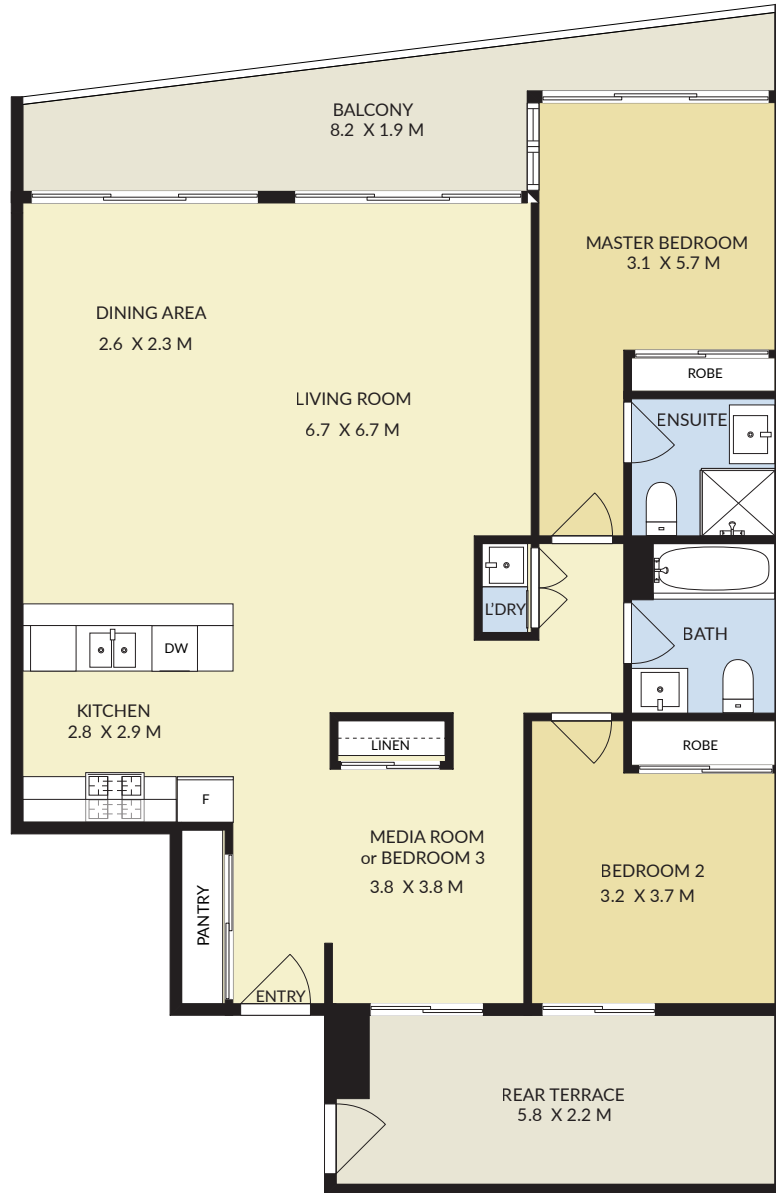 BALCONY
8.2 X 1.9 M
MASTER BEDROOM
3.1 X 5.7 M
DINING AREA
2.6 X 2.3 M
ROBE
LIVING ROOM
6.7 X 6.7 M
ENSUITE
L'DRY
BATH
DW
KITCHEN
2.8 X 2.9 M
LINEN
ROBE
F
MEDIA ROOM
or BEDROOM 3
3.8 X 3.8 M
BEDROOM 2
3.2 X 3.7 M
PANTRY
ENTRY
REAR TERRACE
5.8 X 2.2 M